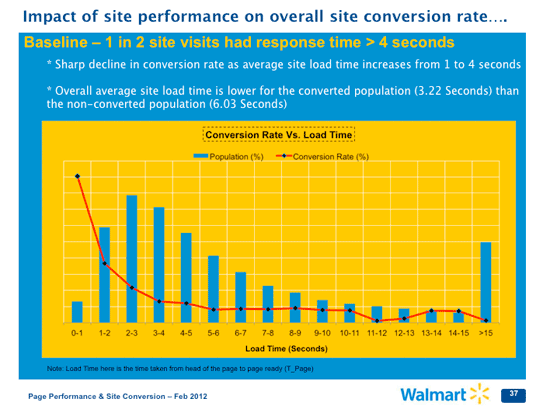 Impact of site performance on overall site conversion rate….
Baseline – 1 in 2 site visits had response time > 4 seconds
* Sharp decline in conversion rate as average site load time increases from 1 to 4 seconds
* Overall average site load time is lower for the converted population (3.22 Seconds) than
the non-converted population (6.03 Seconds)
Conversion Rate Vs. Load Time
Population (%) Conversion Rate (%)
0-1 1-2 2-3 3-4 4-5 5-6 6-7 7-8 8-9 9-10 10-11 11-12 12-13 13-14 14-15 >15
Load Time (Seconds)
Note: Load Time here is the time taken from head of the page to page ready (T_Page)
Page Performance & Site Conversion – Feb 2012
Walmart
37